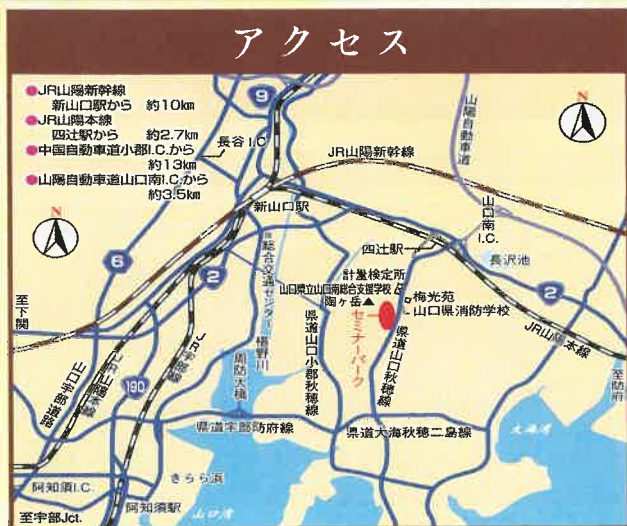 アクセス
●JR山陽新幹線
新山口駅から 約10km
●JR山陽本線
四辻駅から 約2.7km
●中国自動車道小郡I.C.から
約13km
●山陽自動車道山口南I.C.から
約3.5km
N
N
9
長谷I.C
JR山陽新幹線
山陽自動車道
新山口駅
山口南I.C.
四辻駅
長沢池
6
2
2
総合交通センター
計量検定所
山口県立山口南総合支援学校
陶ヶ岳▲
梅光苑
山口県消防学校
セミナーパーク
至下関
JR宇部線
椹野川
周防大橋
県道山口小郡秋穂線
県道山口秋穂線
JR山陽本線
至防府
山口宇部道路
JR山陽本線
190
県道宇部防府線
県道大海秋穂二島線
大海湾
きらら浜
阿知須I.C.
阿知須駅
山口湾
至宇部Jct.